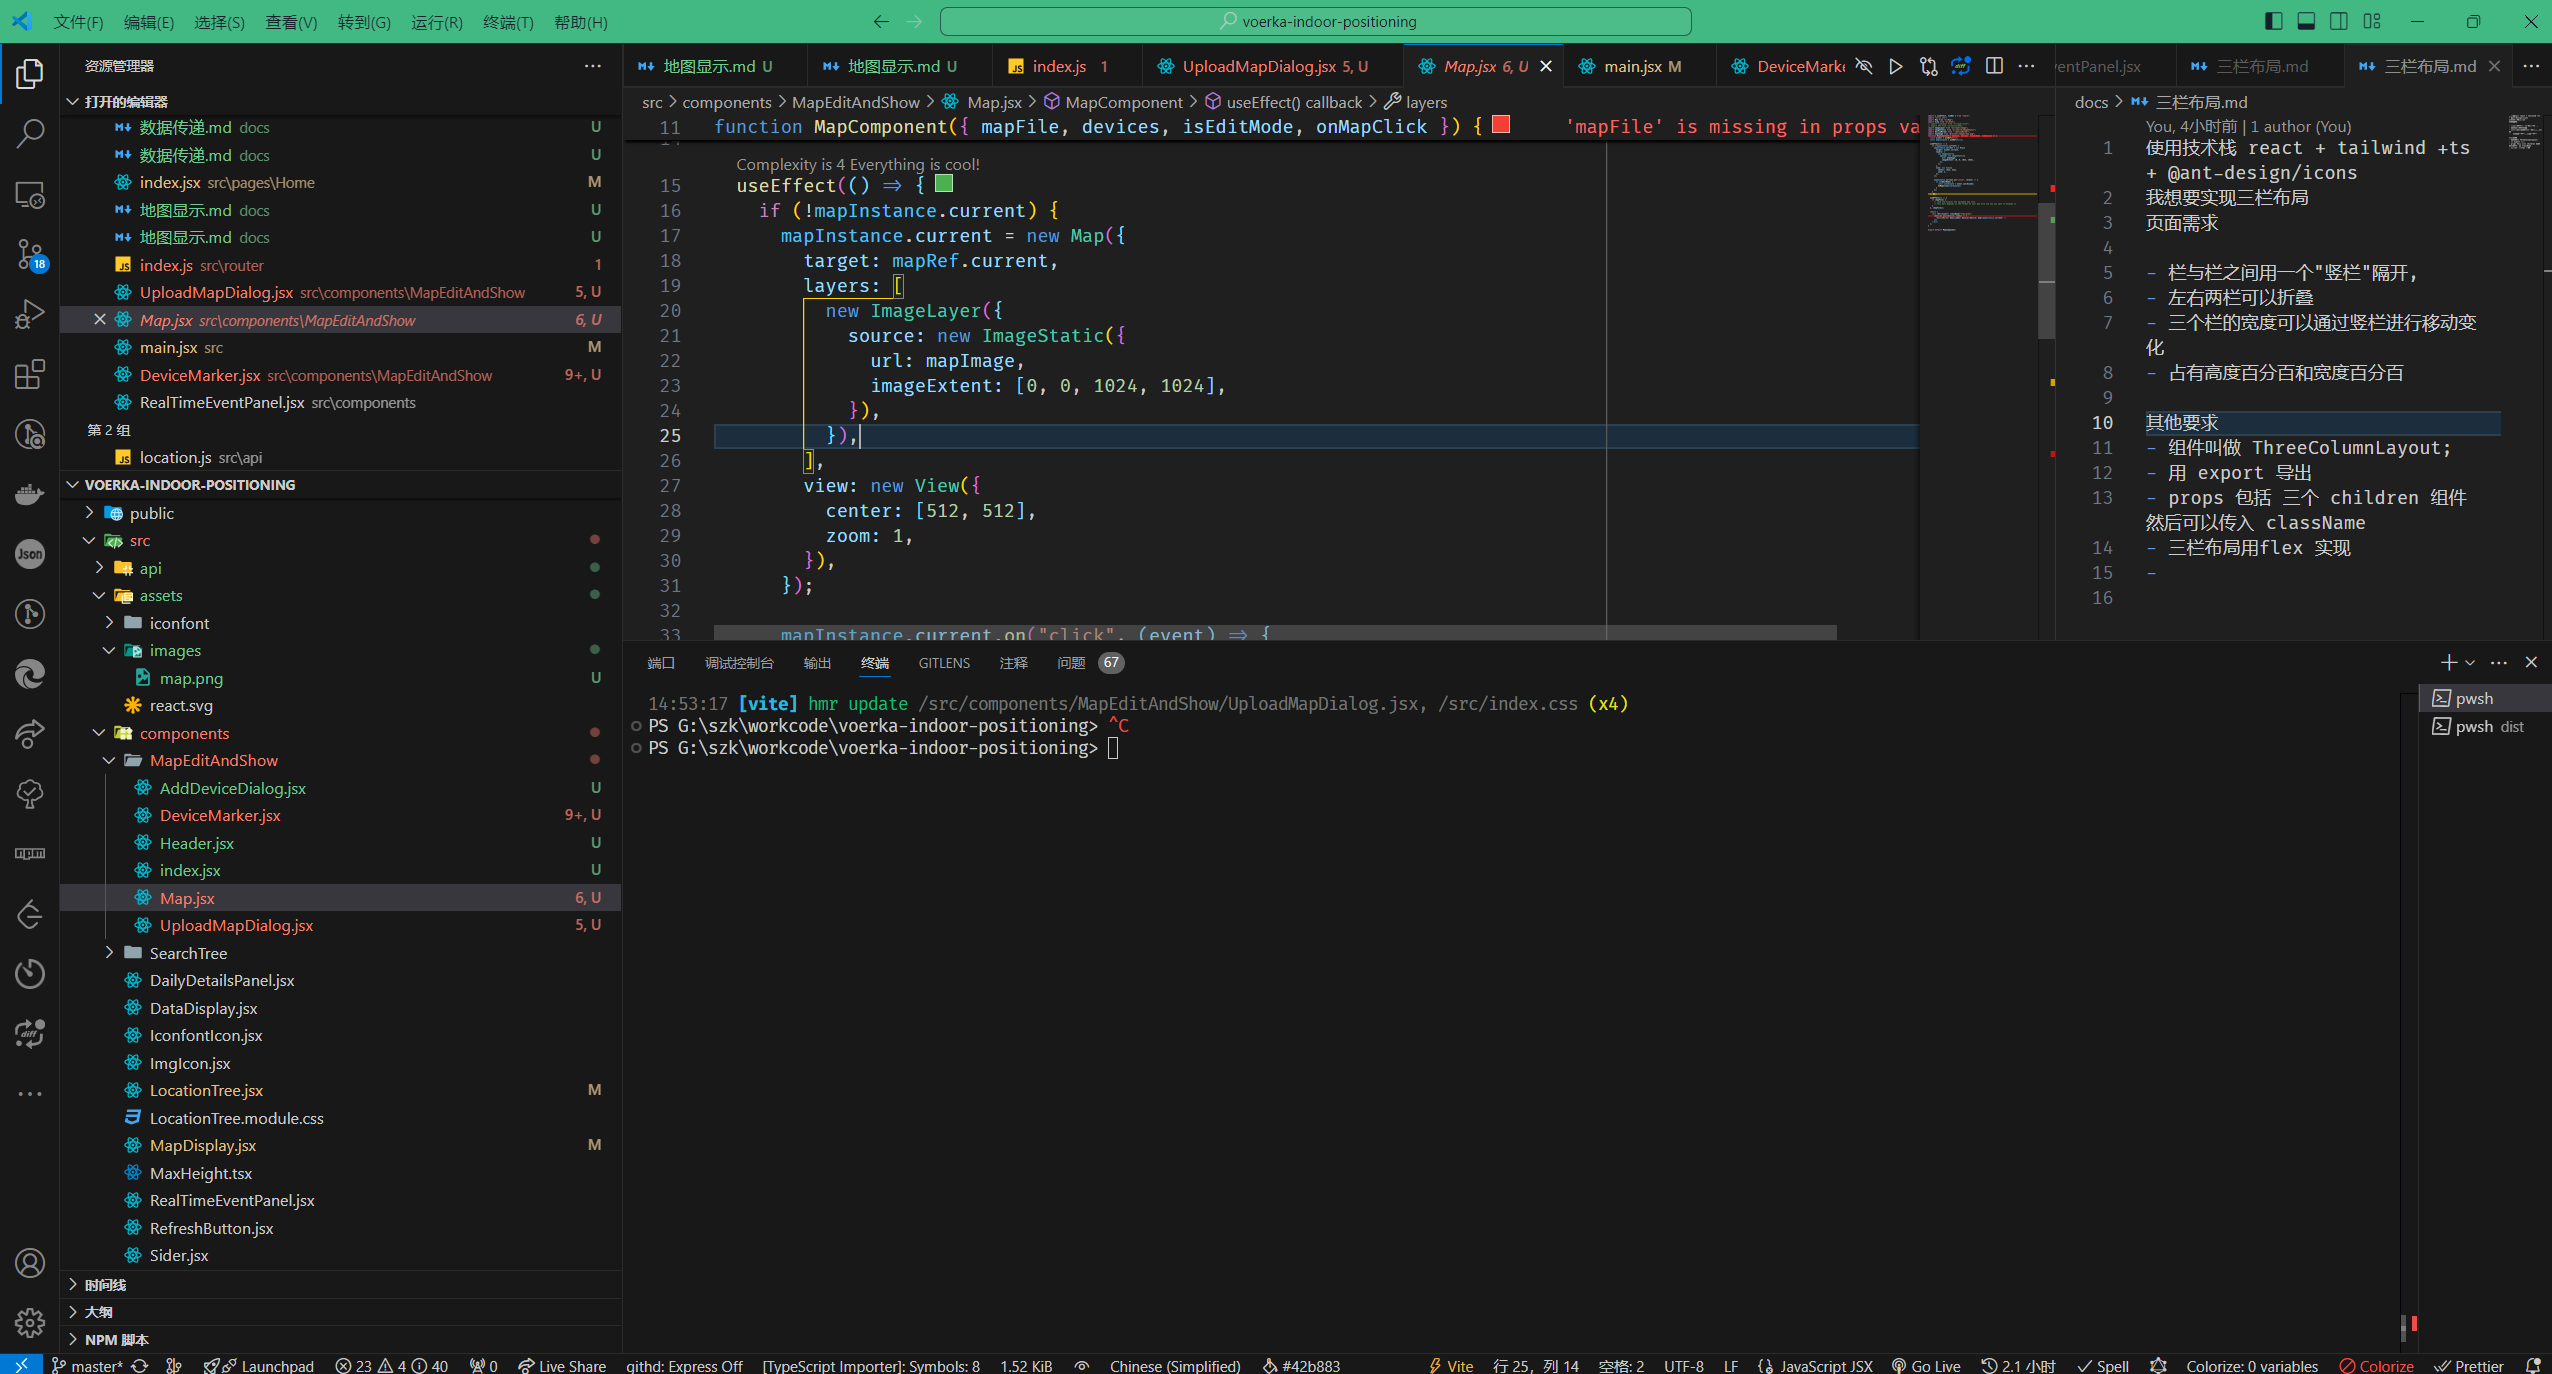 文件(F) 编辑(E) 选择(S) 查看(V) 转到(G) 运行(R) 终端(T) 帮助(H)
voerka-indoor-positioning
资源管理器
打开的编辑器
数据传递.md docs U
数据传递.md docs U
index.jsx src\pages\Home M
地图显示.md docs U
地图显示.md docs U
index.js src\router 1
UploadMapDialog.jsx src\components\MapEditAndShow 5, U
Map.jsx src\components\MapEditAndShow 6, U
main.jsx src M
DeviceMarker.jsx src\components\MapEditAndShow 9+, U
RealTimeEventPanel.jsx src\components
第 2 组
location.js src\api
VOERKA-INDOOR-POSITIONING
public
src
api
assets
iconfont
images
map.png U
react.svg
components
MapEditAndShow
AddDeviceDialog.jsx U
DeviceMarker.jsx 9+, U
Header.jsx U
index.jsx U
Map.jsx 6, U
UploadMapDialog.jsx 5, U
SearchTree
DailyDetailsPanel.jsx
DataDisplay.jsx
IconfontIcon.jsx
ImgIcon.jsx
LocationTree.jsx M
LocationTree.module.css
MapDisplay.jsx M
MaxHeight.tsx
RealTimeEventPanel.jsx
RefreshButton.jsx
Sider.jsx
时间线
大纲
NPM 脚本
18
Json
npm
diff
地图显示.md U 地图显示.md U index.js 1 UploadMapDialog.jsx 5, U Map.jsx 6, U main.jsx M DeviceMarke
src > components > MapEditAndShow > Map.jsx > MapComponent > useEffect() callback > layers
11 function MapComponent({ mapFile, devices, isEditMode, onMapClick }) { 'mapFile' is missing in props va
Complexity is 4 Everything is cool!
15 useEffect(() => {
16 if (!mapInstance.current) {
17 mapInstance.current = new Map({
18 target: mapRef.current,
19 layers: [
20 new ImageLayer({
21 source: new ImageStatic({
22 url: mapImage,
23 imageExtent: [0, 0, 1024, 1024],
24 }),
25 }),
26 ],
27 view: new View({
28 center: [512, 512],
29 zoom: 1,
30 }),
31 });
32
33 mapInstance.current.on("click", (event) => {
entPanel.jsx 三栏布局.md 三栏布局.md
docs > 三栏布局.md
You, 4小时前 | 1 author (You)
1 使用技术栈 react + tailwind +ts
+ @ant-design/icons
2 我想要实现三栏布局
3 页面需求
4
5 - 栏与栏之间用一个"竖栏"隔开,
6 - 左右两栏可以折叠
7 - 三个栏的宽度可以通过竖栏进行移动变
化
8 - 占有高度百分百和宽度百分百
9
10 其他要求
11 - 组件叫做 ThreeColumnLayout;
12 - 用 export 导出
13 - props 包括 三个 children 组件
然后可以传入 className
14 - 三栏布局用flex 实现
15 -
16
端口 调试控制台 输出 终端 GITLENS 注释 问题 67
14:53:17 [vite] hmr update /src/components/MapEditAndShow/UploadMapDialog.jsx, /src/index.css (x4)
PS G:\szk\workcode\voerka-indoor-positioning> ^C
PS G:\szk\workcode\voerka-indoor-positioning>
pwsh
pwsh dist
master* Launchpad 23 4 40 0 Live Share githd: Express Off [TypeScript Importer]: Symbols: 8 1.52 KiB Chinese (Simplified) #42b883 Vite 行 25，列 14 空格: 2 UTF-8 LF JavaScript JSX Go Live 2.1 小时 Spell Colorize: 0 variables Colorize Prettier